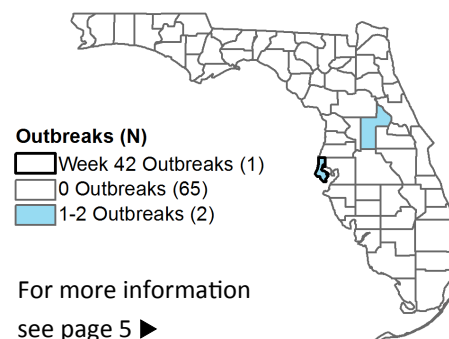 Outbreaks (N)
Week 42 Outbreaks (1)
0 Outbreaks (65)
1-2 Outbreaks (2)
For more information
see page 5 ►